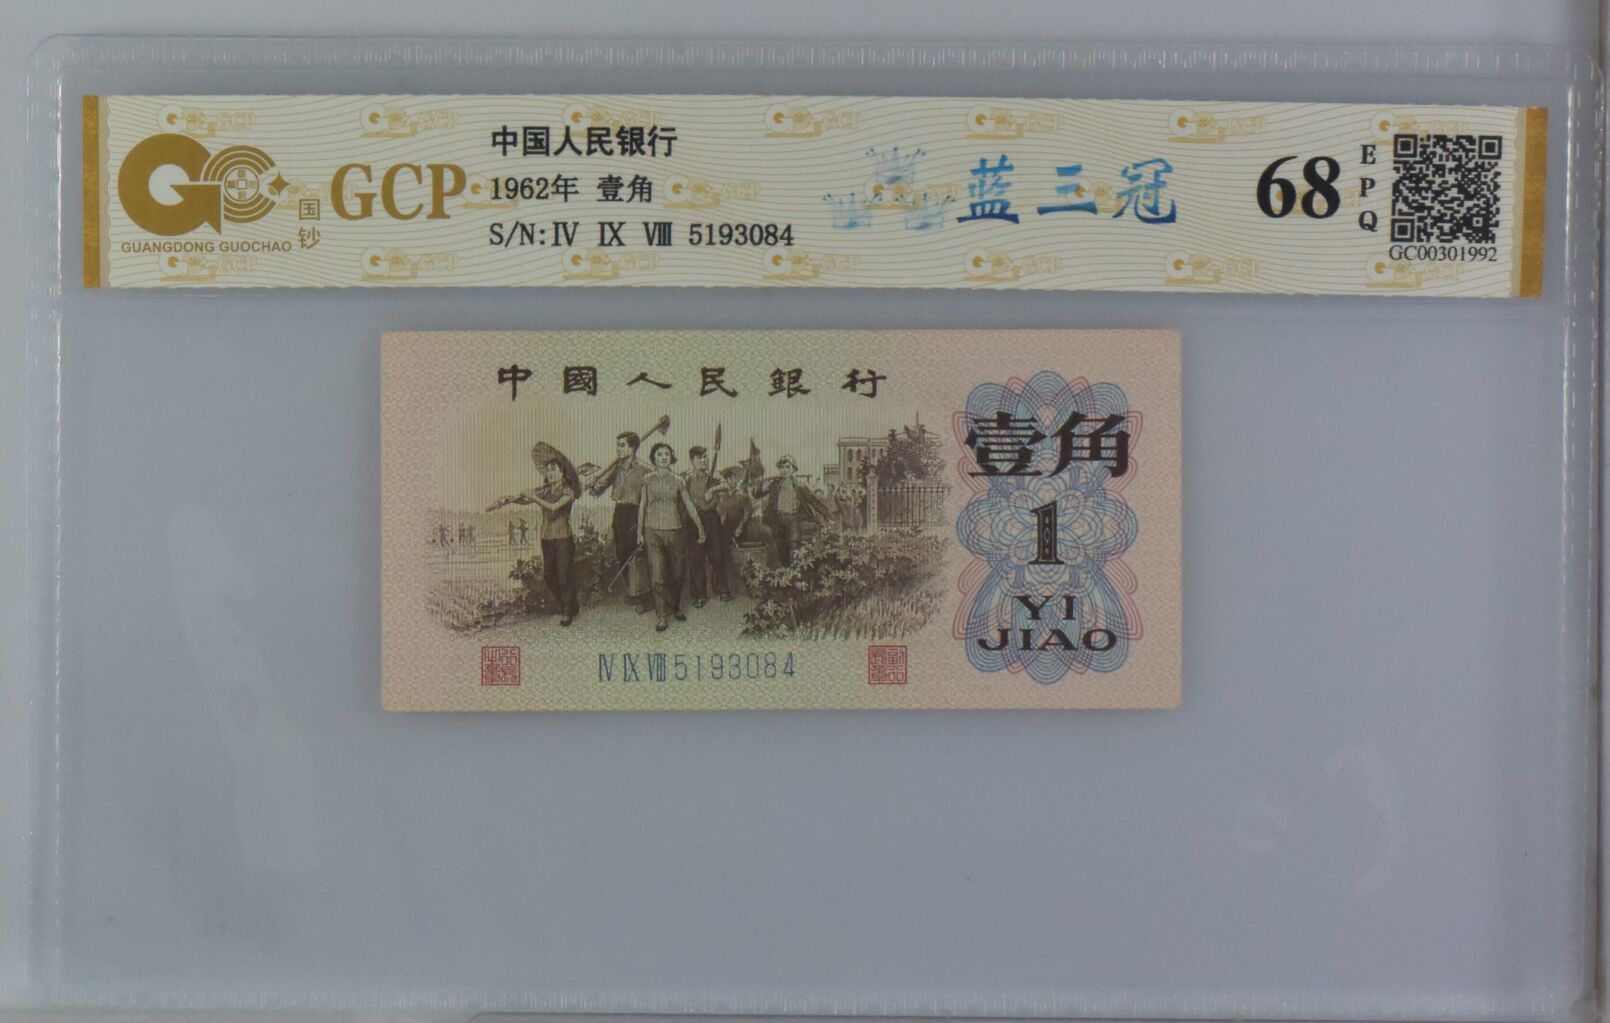 GUANGDONG GUOCHAO
国钞
GCP
中国人民银行
1962年 壹角
S/N:Ⅳ Ⅸ Ⅷ 5193084
蓝三冠
68
EPQ
GC00301992
中國人民銀行
壹角
1
YI
JIAO
Ⅳ Ⅸ Ⅷ 5193084